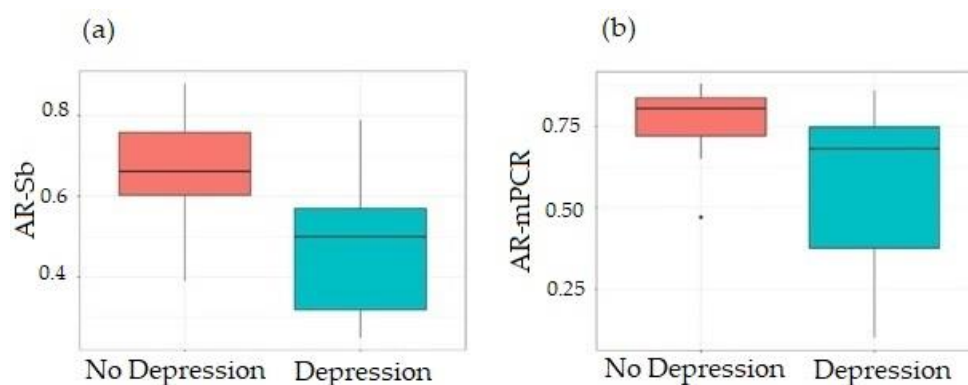 (a)
AR-Sb
0.8
0.6
0.4
No Depression
Depression
(b)
AR-mPCR
0.75
0.50
0.25
No Depression
Depression